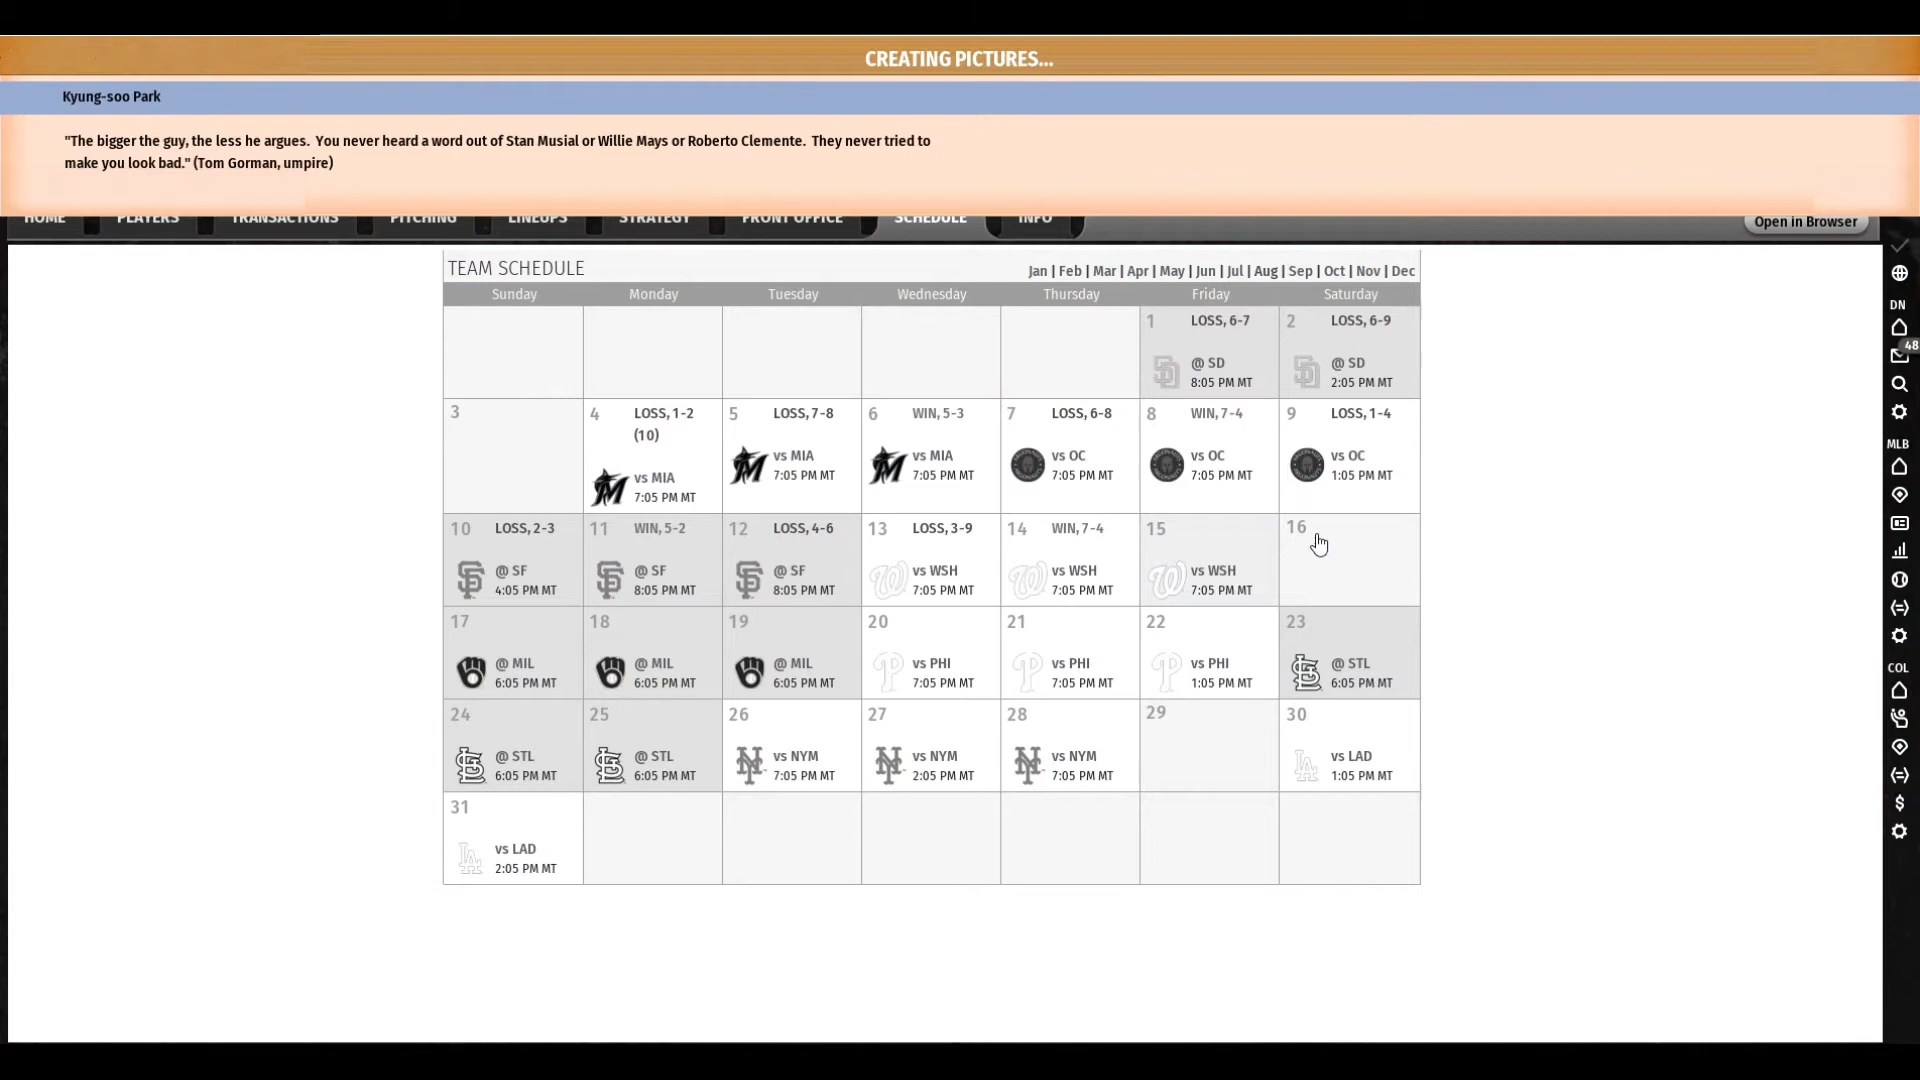 CREATING PICTURES...
Kyung-soo Park
"The bigger the guy, the less he argues. You never heard a word out of Stan Musial or Willie Mays or Roberto Clemente. They never tried to
make you look bad." (Tom Gorman, umpire)
HOME PLAYERS TRANSACTIONS PITCHING LINEUPS STRATEGY FRONT OFFICE SCHEDULE INFO Open in Browser
TEAM SCHEDULE Jan | Feb | Mar | Apr | May | Jun | Jul | Aug | Sep | Oct | Nov | Dec
Sunday Monday Tuesday Wednesday Thursday Friday Saturday
1 LOSS, 6-7 2 LOSS, 6-9
@ SD @ SD
8:05 PM MT 2:05 PM MT
3 4 LOSS, 1-2 5 LOSS, 7-8 6 WIN, 5-3 7 LOSS, 6-8 8 WIN, 7-4 9 LOSS, 1-4
(10)
vs MIA vs MIA vs OC vs OC vs OC
7:05 PM MT 7:05 PM MT 7:05 PM MT 7:05 PM MT 1:05 PM MT
vs MIA
7:05 PM MT
10 LOSS, 2-3 11 WIN, 5-2 12 LOSS, 4-6 13 LOSS, 3-9 14 WIN, 7-4 15 16
@ SF @ SF @ SF vs WSH vs WSH vs WSH
4:05 PM MT 8:05 PM MT 8:05 PM MT 7:05 PM MT 7:05 PM MT 7:05 PM MT
17 18 19 20 21 22 23
@ MIL @ MIL @ MIL vs PHI vs PHI vs PHI @ STL
6:05 PM MT 6:05 PM MT 6:05 PM MT 7:05 PM MT 7:05 PM MT 1:05 PM MT 6:05 PM MT
24 25 26 27 28 29 30
@ STL @ STL vs NYM vs NYM vs NYM vs LAD
6:05 PM MT 6:05 PM MT 7:05 PM MT 2:05 PM MT 7:05 PM MT 1:05 PM MT
31
vs LAD
2:05 PM MT
DN
48
MLB
COL
$